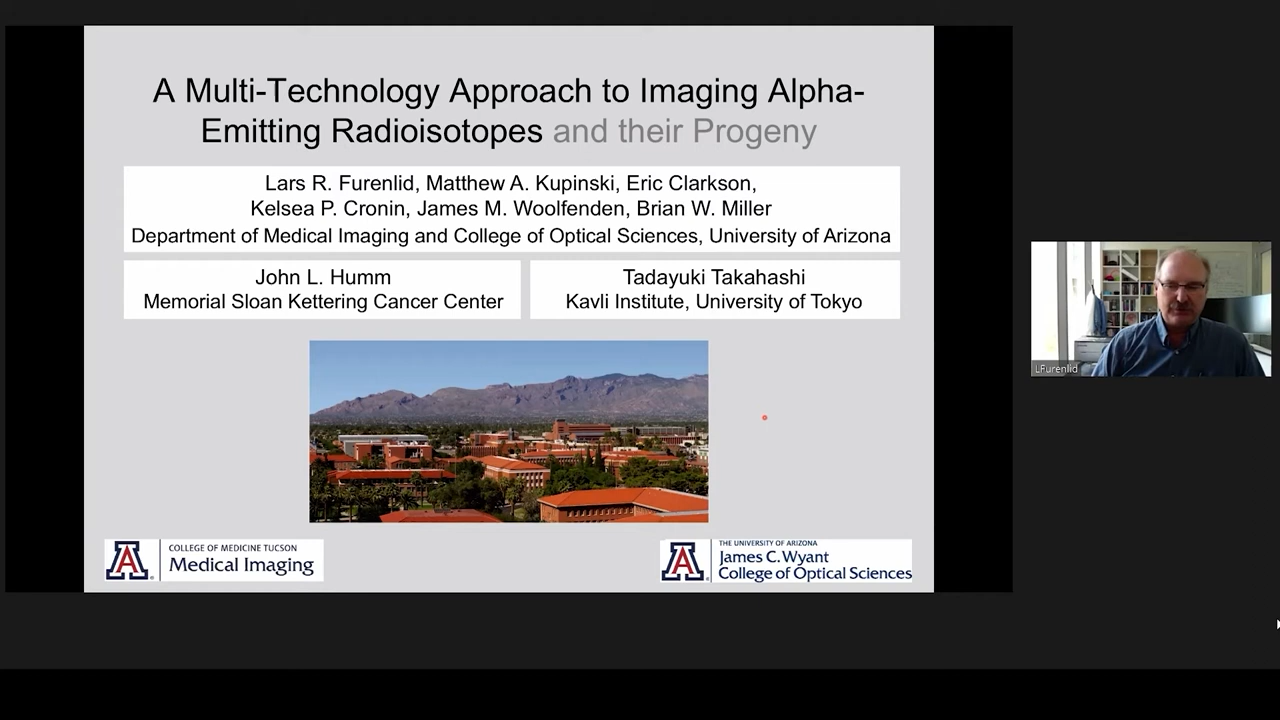 A Multi-Technology Approach to Imaging Alpha-
Emitting Radioisotopes and their Progeny
Lars R. Furenlid, Matthew A. Kupinski, Eric Clarkson,
Kelsea P. Cronin, James M. Woolfenden, Brian W. Miller
Department of Medical Imaging and College of Optical Sciences, University of Arizona
John L. Humm
Memorial Sloan Kettering Cancer Center
Tadayuki Takahashi
Kavli Institute, University of Tokyo
LFurenlid
A
COLLEGE OF MEDICINE TUCSON
Medical Imaging
A
THE UNIVERSITY OF ARIZONA
James C. Wyant
College of Optical Sciences